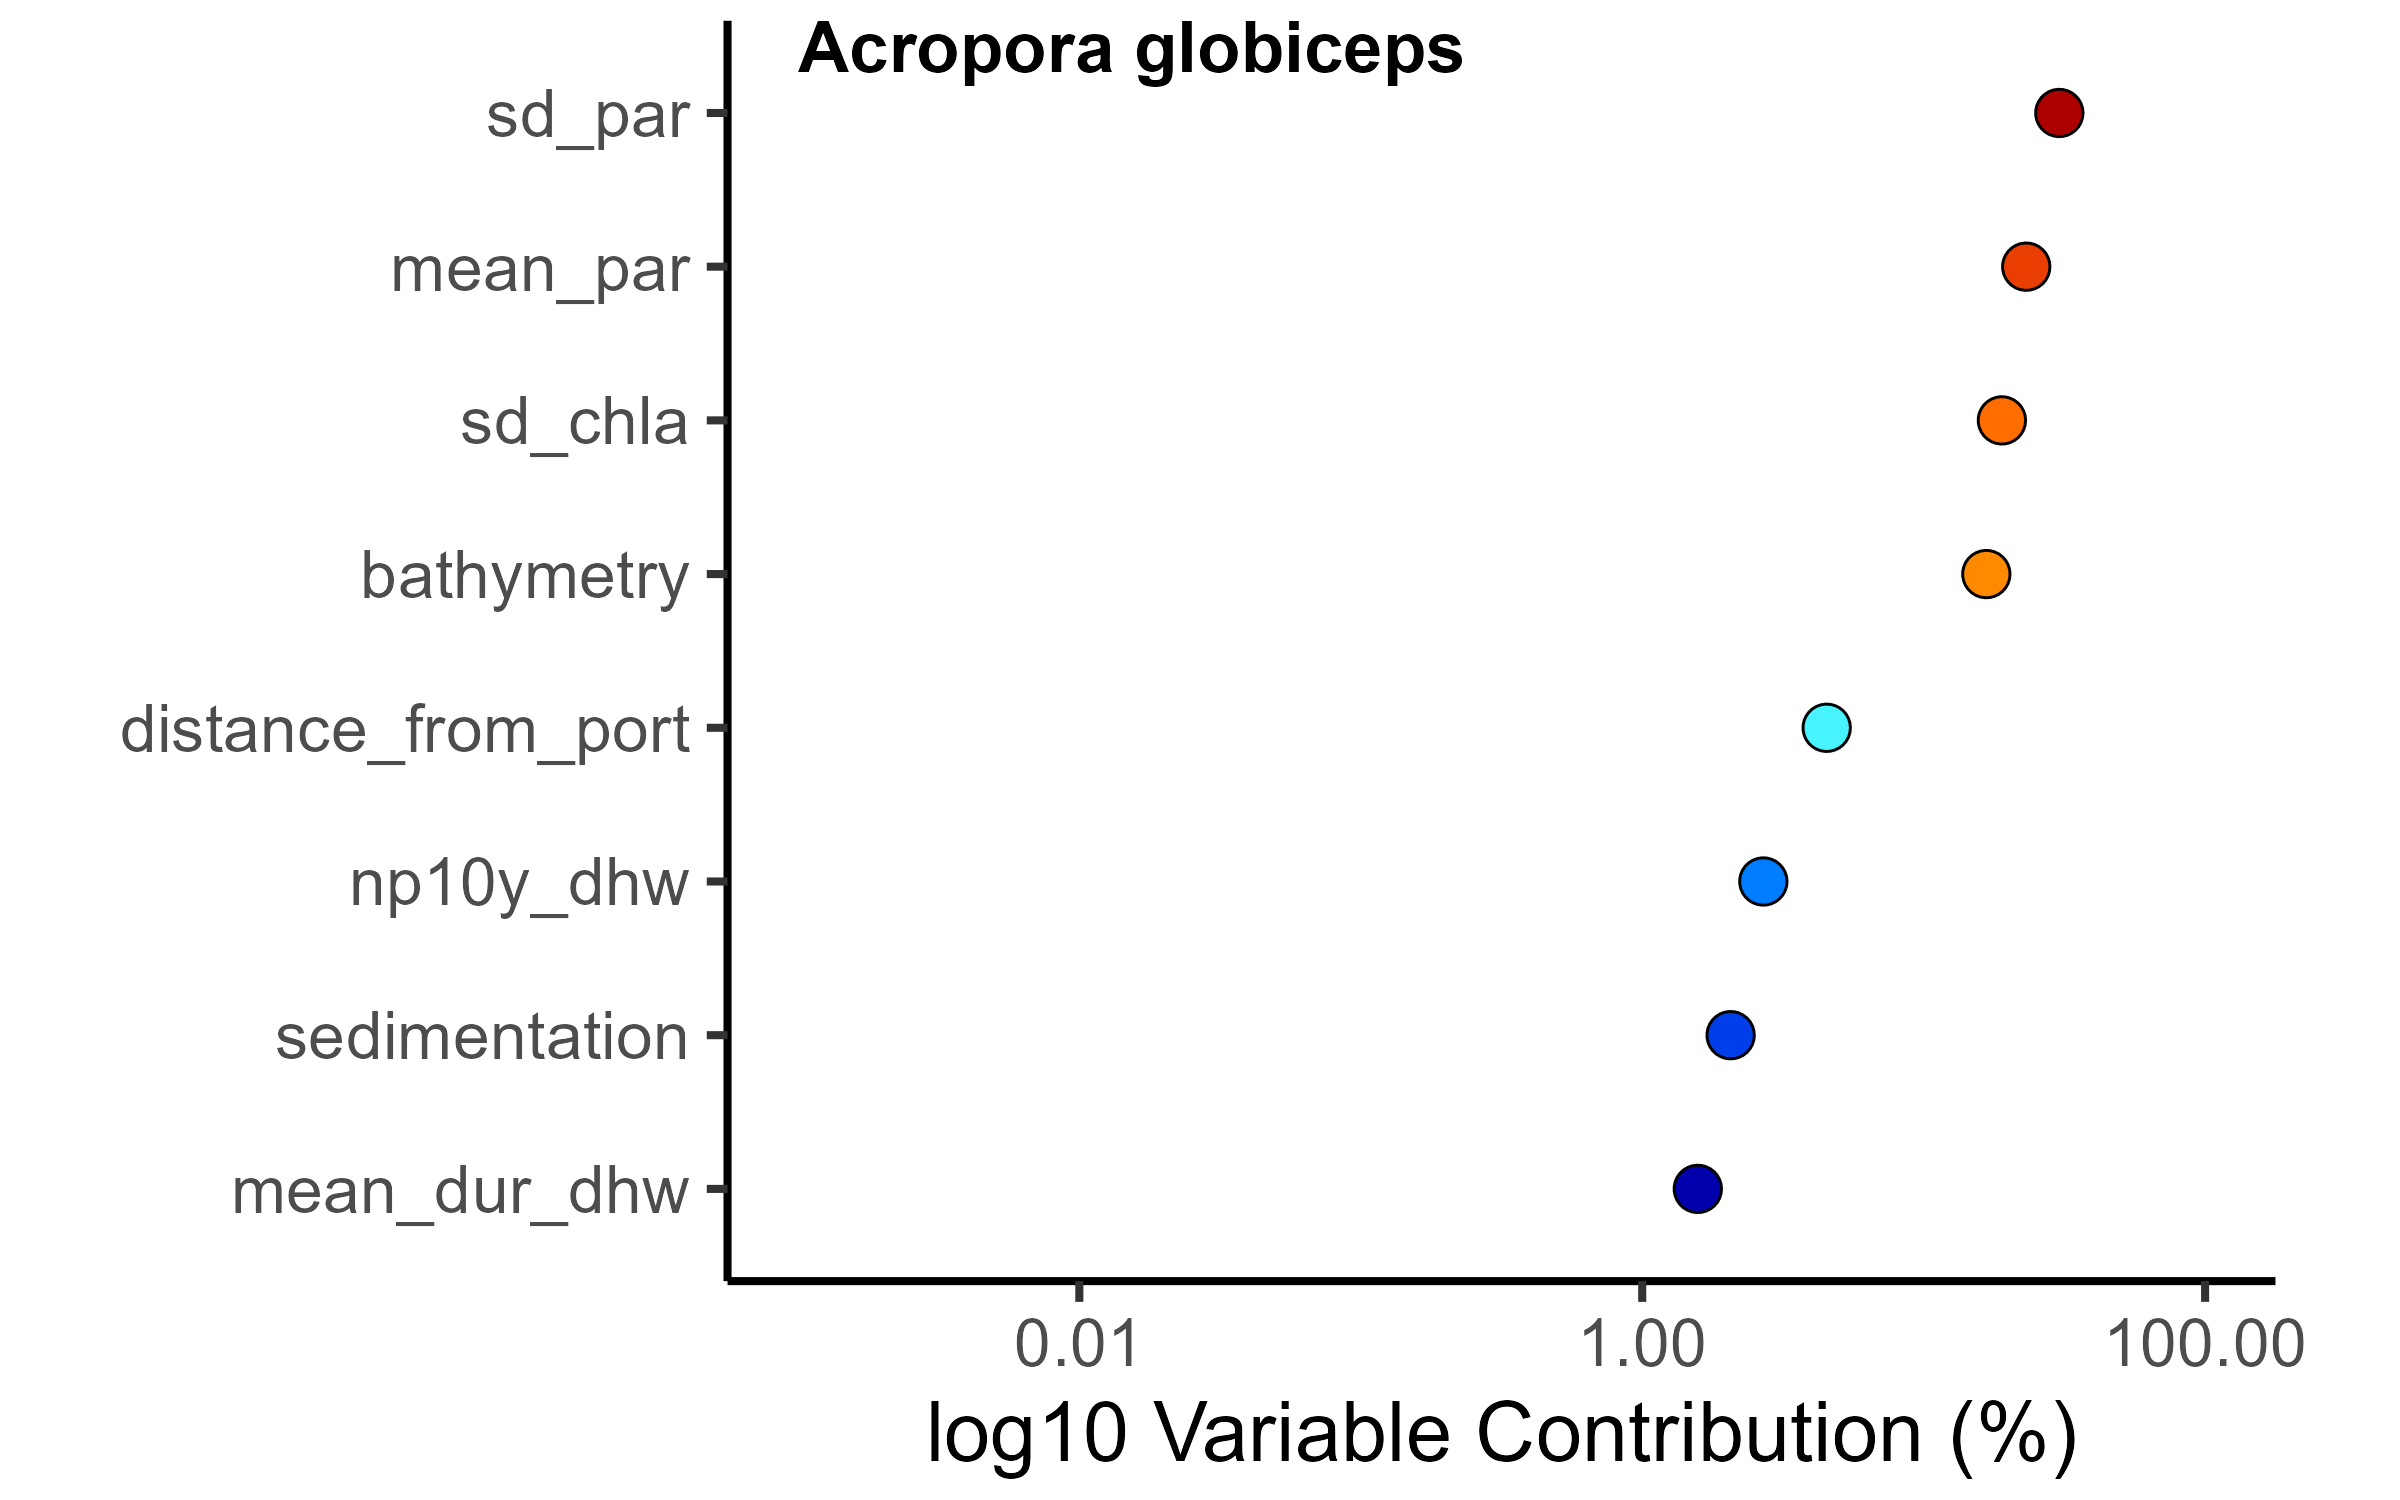 Acropora globiceps
sd_par
mean_par
sd_chla
bathymetry
distance_from_port
np10y_dhw
sedimentation
mean_dur_dhw
0.01 1.00 100.00
log10 Variable Contribution (%)